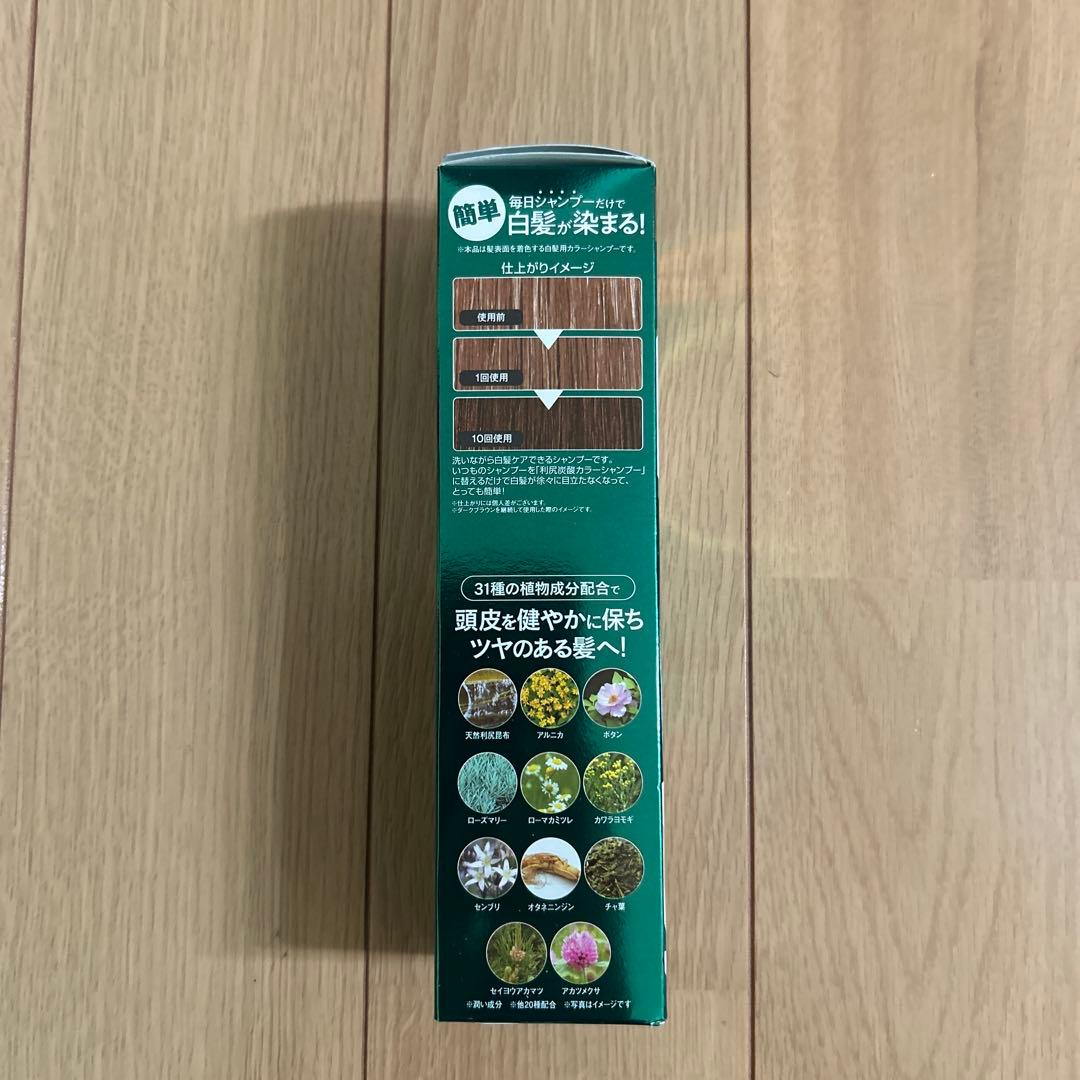 簡単
毎日シャンプーだけで
白髪が染まる!
※本品は髪表面を着色する白髪用カラーシャンプーです。
仕上がりイメージ
使用前
1回使用
10回使用
洗いながら白髪ケアできるシャンプーです。
いつものシャンプーを「利尻炭酸カラーシャンプー」
に替えるだけで白髪が徐々に目立たなくなって、
とっても簡単!
※仕上がりには個人差がございます。
※ダークブラウンを継続して使用した際のイメージです。
31種の植物成分配合で
頭皮を健やかに保ち
ツヤのある髪へ!
天然利尻昆布 アルニカ ボタン
ローズマリー ローマカミツレ カワラヨモギ
センブリ オタネニンジン チャ葉
セイヨウアカマツ アカツメクサ
※潤い成分 ※他20種配合 ※写真はイメージです